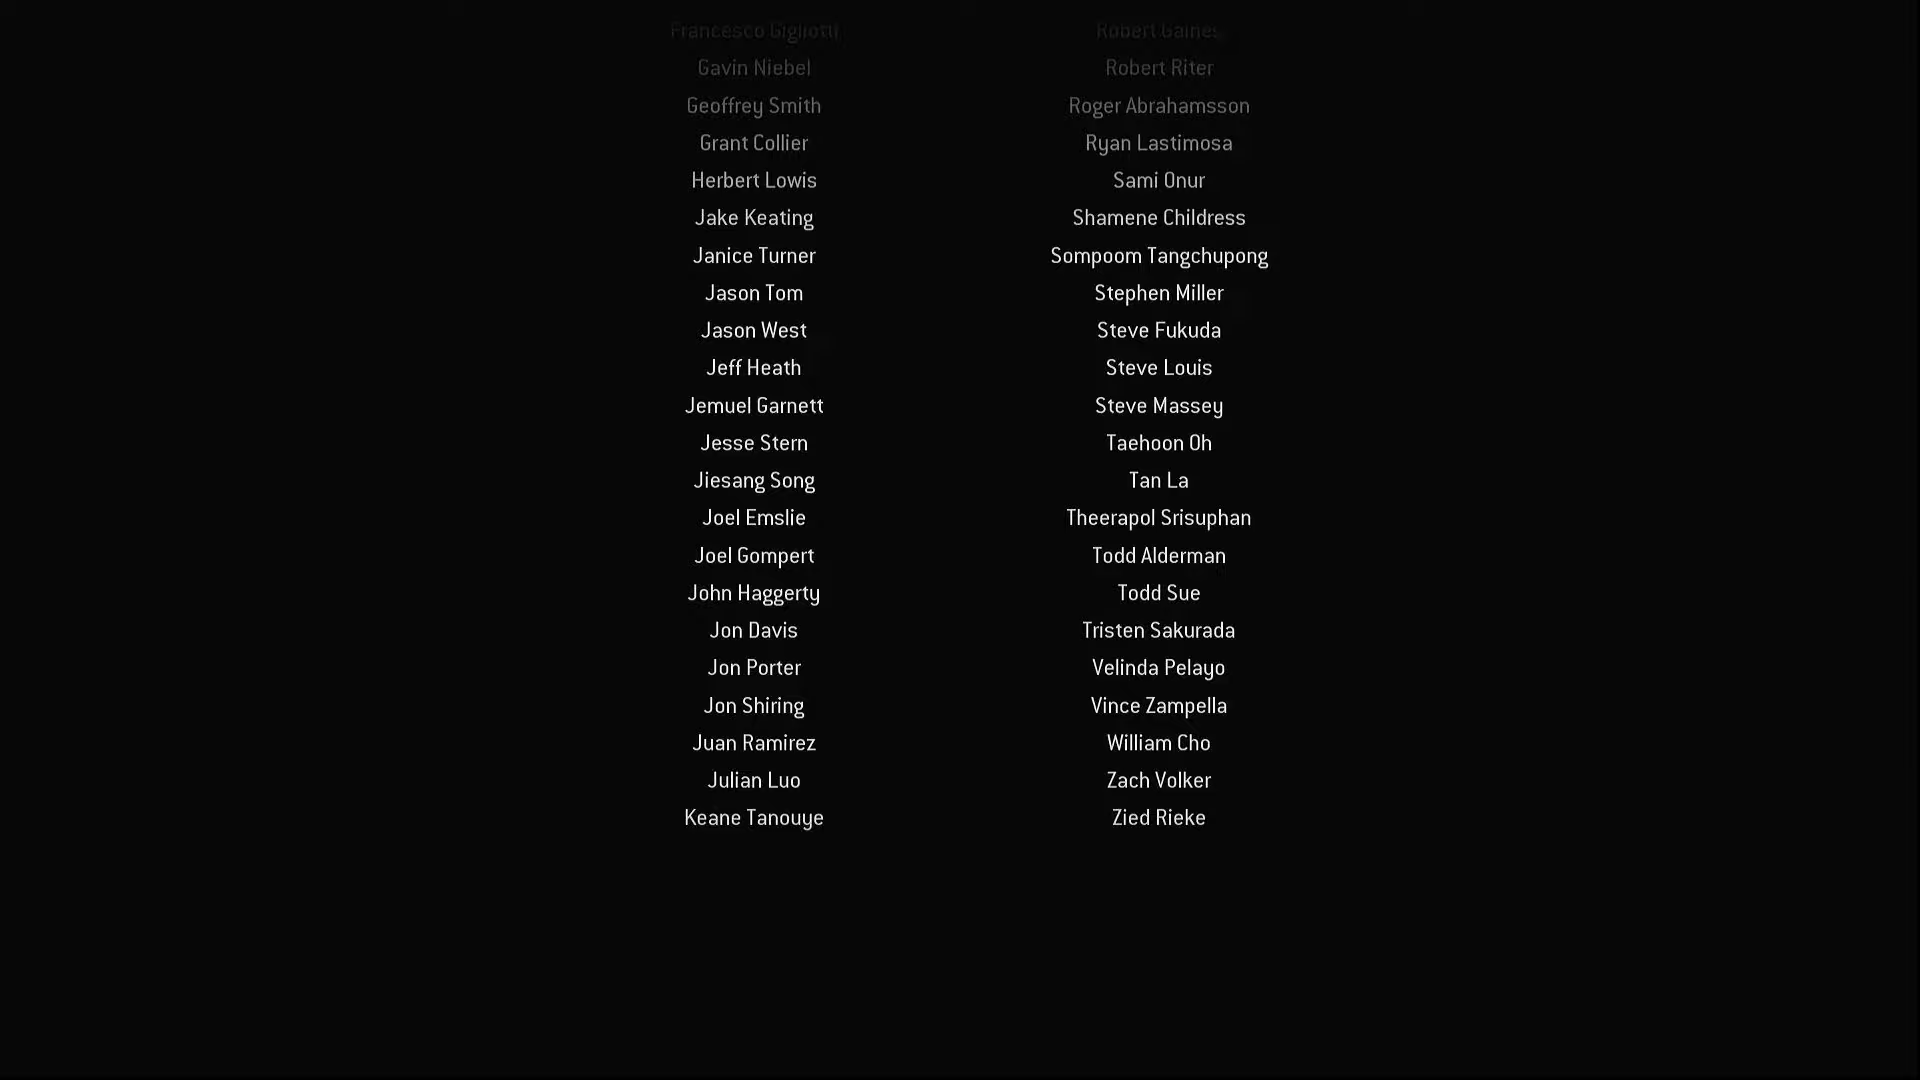 Francesco Gigliotti
Gavin Niebel
Geoffrey Smith
Grant Collier
Herbert Lowis
Jake Keating
Janice Turner
Jason Tom
Jason West
Jeff Heath
Jemuel Garnett
Jesse Stern
Jiesang Song
Joel Emslie
Joel Gompert
John Haggerty
Jon Davis
Jon Porter
Jon Shiring
Juan Ramirez
Julian Luo
Keane Tanouye
Robert Gaines
Robert Riter
Roger Abrahamsson
Ryan Lastimosa
Sami Onur
Shamene Childress
Sompoom Tangchupong
Stephen Miller
Steve Fukuda
Steve Louis
Steve Massey
Taehoon Oh
Tan La
Theerapol Srisuphan
Todd Alderman
Todd Sue
Tristen Sakurada
Velinda Pelayo
Vince Zampella
William Cho
Zach Volker
Zied Rieke